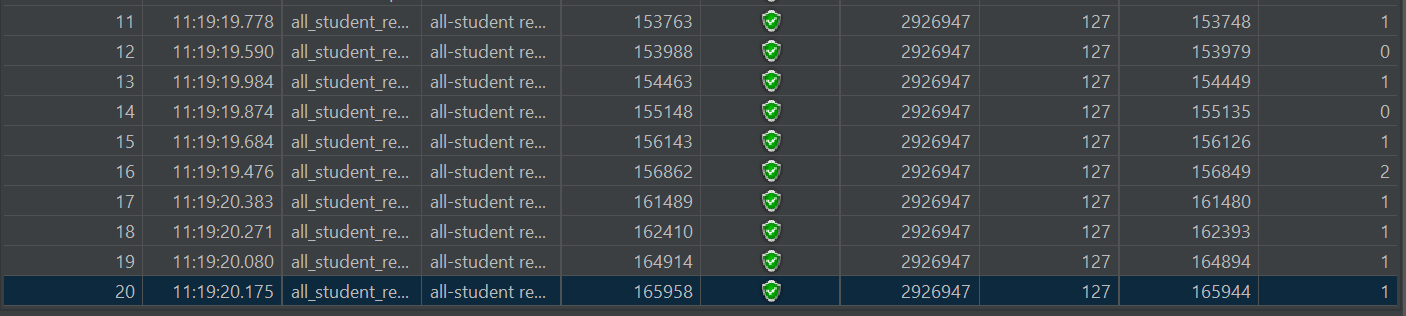 11 11:19:19.778 all_student_re... all-student re... 153763 2926947 127 153748 1
12 11:19:19.590 all_student_re... all-student re... 153988 2926947 127 153979 0
13 11:19:19.984 all_student_re... all-student re... 154463 2926947 127 154449 1
14 11:19:19.874 all_student_re... all-student re... 155148 2926947 127 155135 0
15 11:19:19.684 all_student_re... all-student re... 156143 2926947 127 156126 1
16 11:19:19.476 all_student_re... all-student re... 156862 2926947 127 156849 2
17 11:19:20.383 all_student_re... all-student re... 161489 2926947 127 161480 1
18 11:19:20.271 all_student_re... all-student re... 162410 2926947 127 162393 1
19 11:19:20.080 all_student_re... all-student re... 164914 2926947 127 164894 1
20 11:19:20.175 all_student_re... all-student re... 165958 2926947 127 165944 1